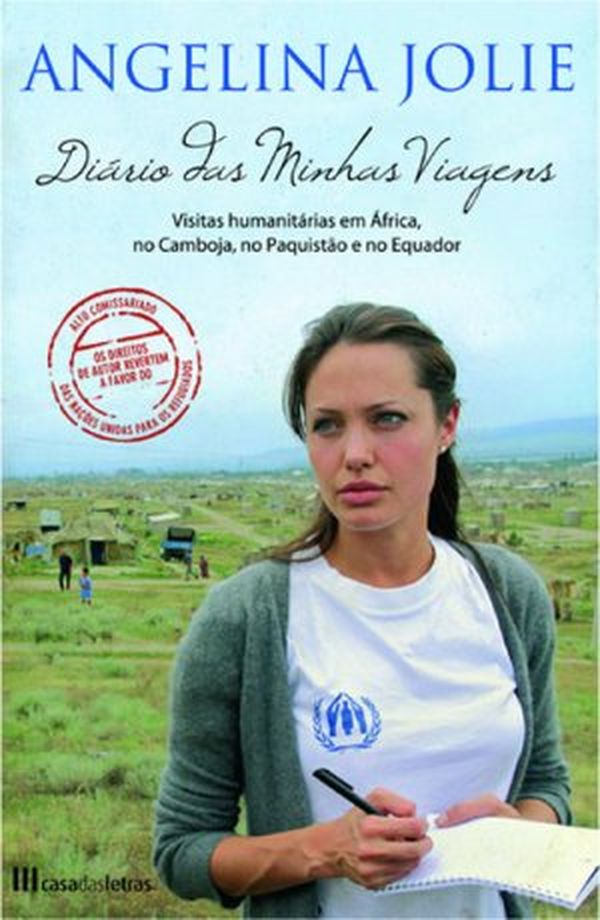 ANGELINA JOLIE
Diário das Minhas Viagens
Visitas humanitárias em África,
no Camboja, no Paquistão e no Equador
ALTO COMISSARIADO
OS DIREITOS
DE AUTOR REVERTEM
A FAVOR DO
DAS NAÇÕES UNIDAS PARA OS REFUGIADOS
casadasletras